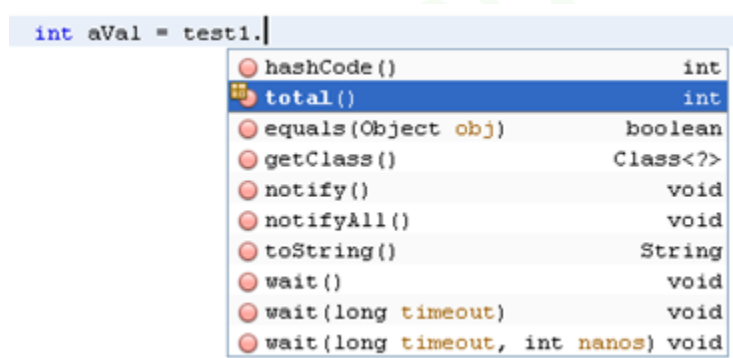 int aVal = test1.
hashCode() int
total() int
equals(Object obj) boolean
getClass() Class<?>
notify() void
notifyAll() void
toString() String
wait() void
wait(long timeout) void
wait(long timeout, int nanos) void